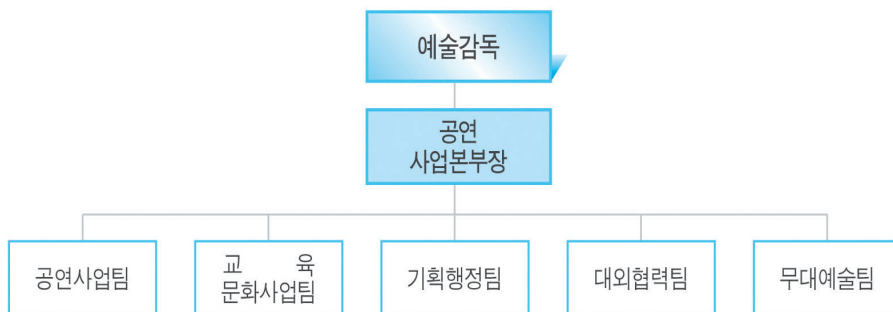 예술감독
공연
사업본부장
공연사업팀
교 육
문화사업팀
기획행정팀
대외협력팀
무대예술팀